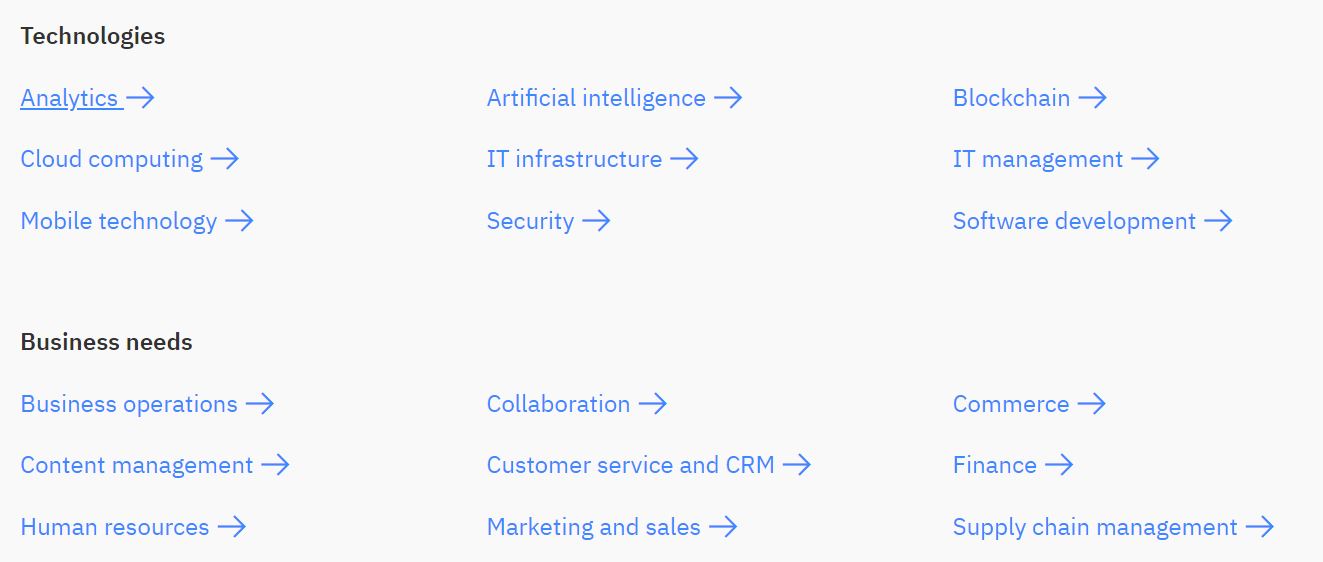 Technologies
Analytics → Artificial intelligence → Blockchain →
Cloud computing → IT infrastructure → IT management →
Mobile technology → Security → Software development →
Business needs
Business operations → Collaboration → Commerce →
Content management → Customer service and CRM → Finance →
Human resources → Marketing and sales → Supply chain management →